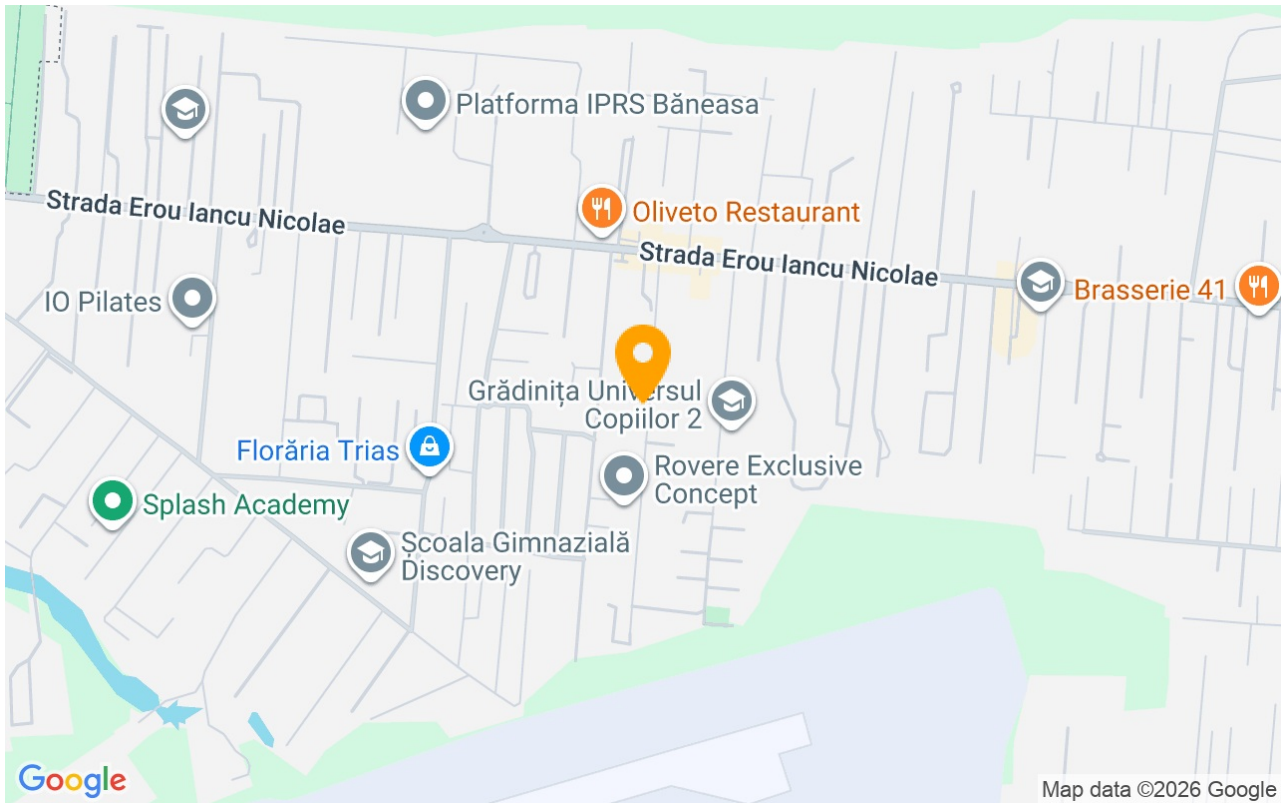 Platforma IPRS Băneasa
Strada Erou Iancu Nicolae
Oliveto Restaurant
Strada Erou Iancu Nicolae
IO Pilates
Brasserie 41
Grădinița Universul
Copiilor 2
Florăria Trias
Rovere Exclusive
Concept
Splash Academy
Școala Gimnazială
Discovery
Google
Map data ©2026 Google